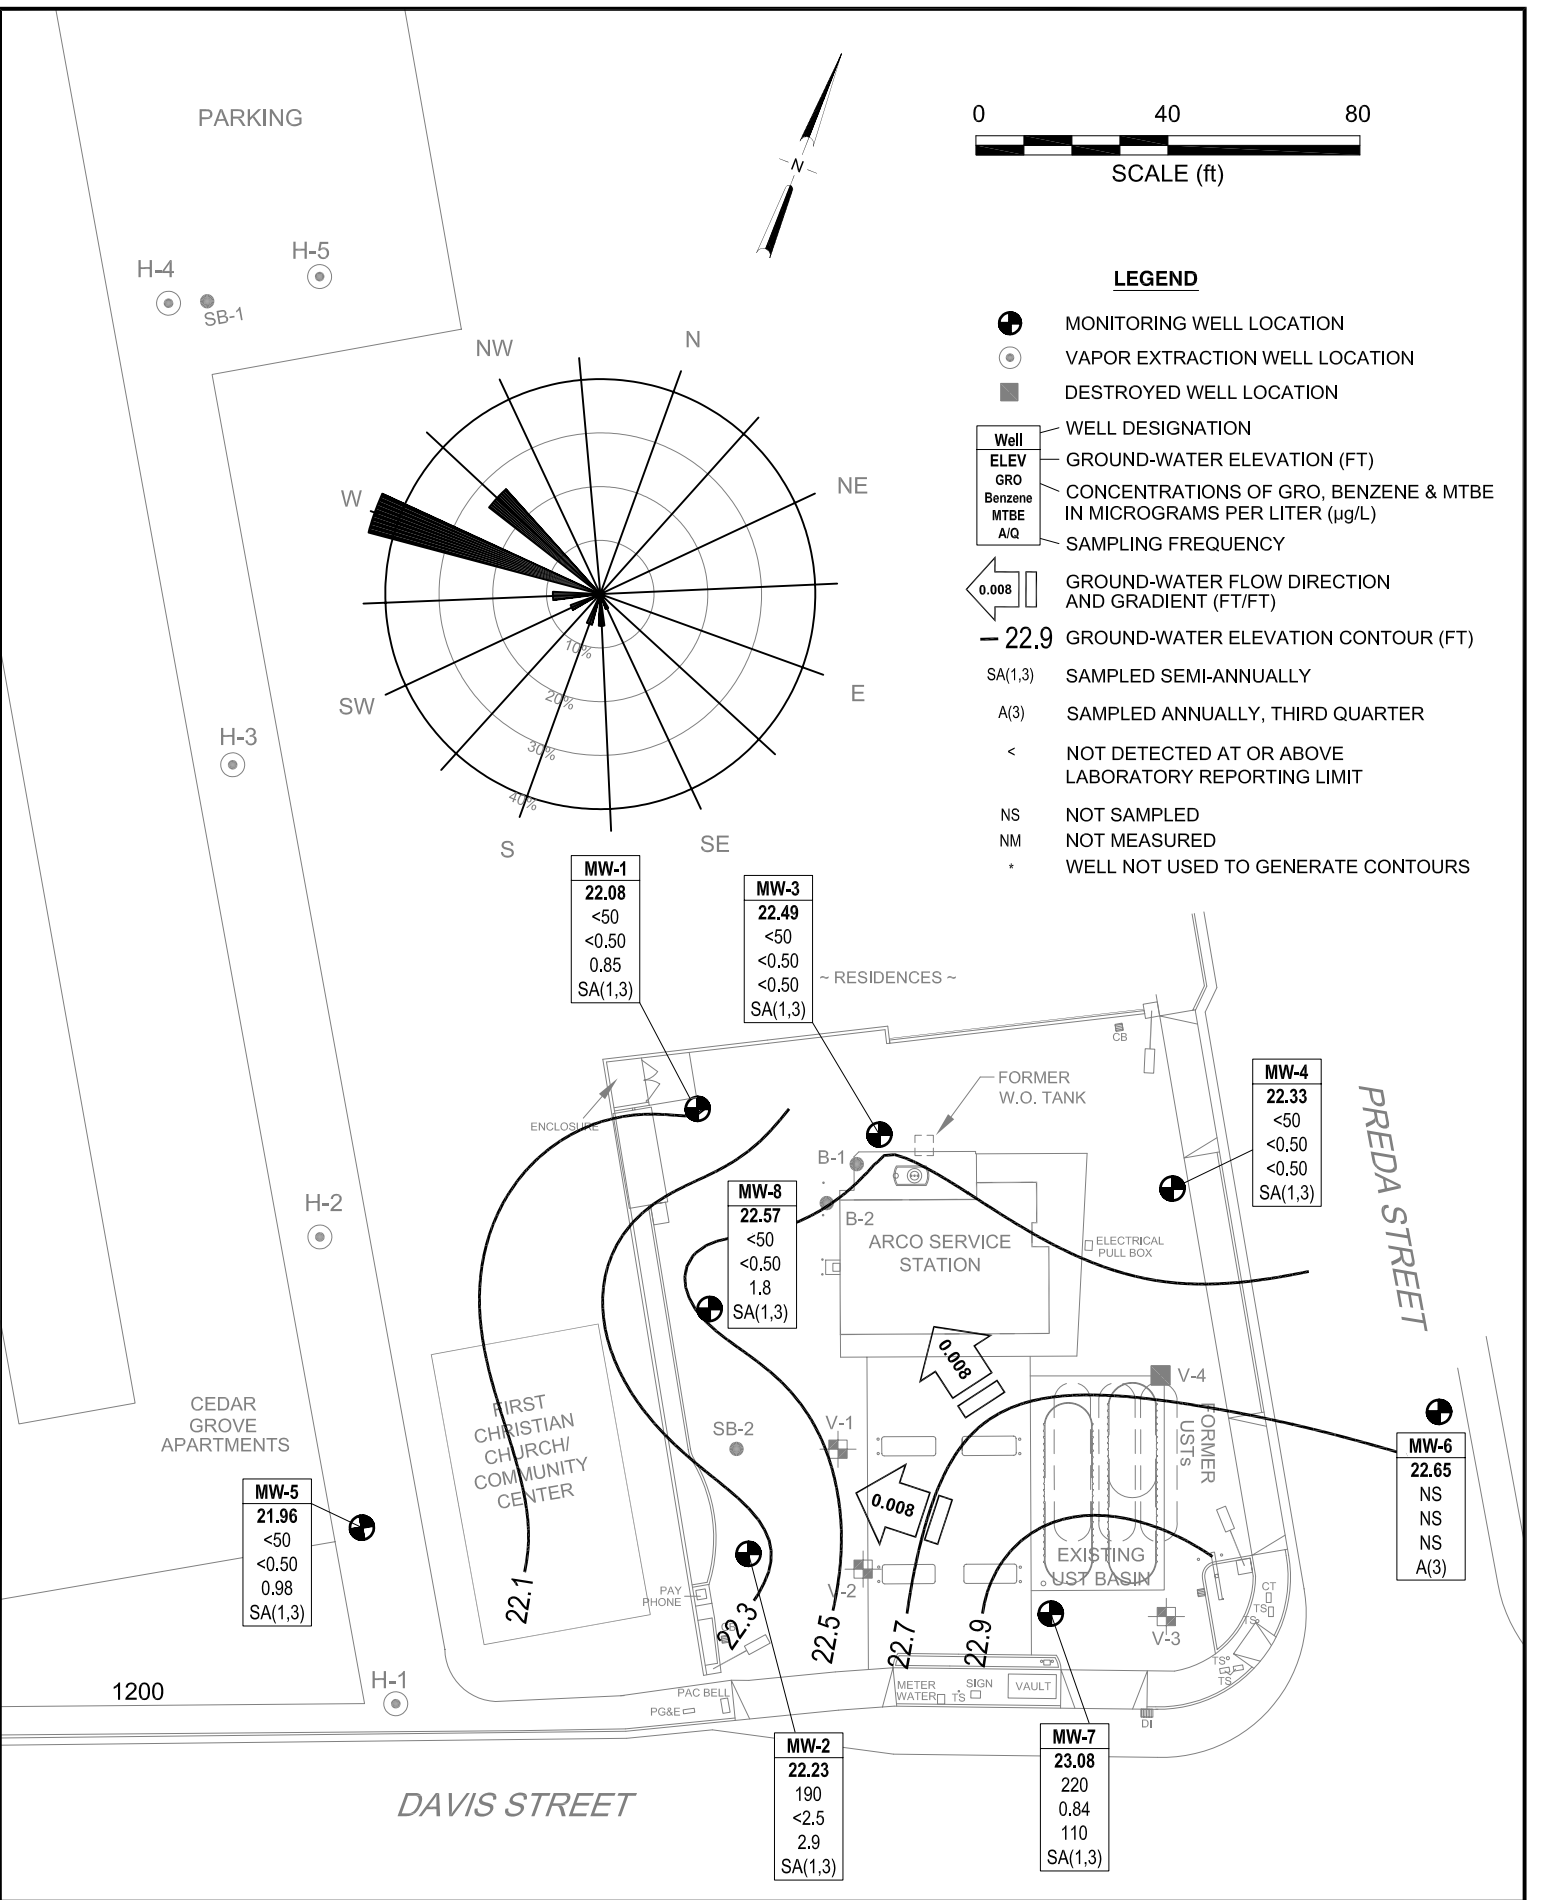 PARKING
N
0 40 80
SCALE (ft)
H-4
H-5
SB-1
LEGEND
MONITORING WELL LOCATION
VAPOR EXTRACTION WELL LOCATION
DESTROYED WELL LOCATION
Well
ELEV
GRO
Benzene
MTBE
A/Q
WELL DESIGNATION
GROUND-WATER ELEVATION (FT)
CONCENTRATIONS OF GRO, BENZENE & MTBE
IN MICROGRAMS PER LITER (µg/L)
SAMPLING FREQUENCY
0.008
GROUND-WATER FLOW DIRECTION
AND GRADIENT (FT/FT)
22.9 GROUND-WATER ELEVATION CONTOUR (FT)
SA(1,3) SAMPLED SEMI-ANNUALLY
A(3) SAMPLED ANNUALLY, THIRD QUARTER
< NOT DETECTED AT OR ABOVE
LABORATORY REPORTING LIMIT
NS NOT SAMPLED
NM NOT MEASURED
* WELL NOT USED TO GENERATE CONTOURS
NW
N
NE
W
E
SW
S
SE
10%
20%
30%
40%
H-3
MW-1
22.08
<50
<0.50
0.85
SA(1,3)
MW-3
22.49
<50
<0.50
<0.50
SA(1,3)
~ RESIDENCES ~
CB
FORMER
W.O. TANK
MW-4
22.33
<50
<0.50
<0.50
SA(1,3)
PREDA STREET
ENCLOSURE
B-1
B-2
H-2
MW-8
22.57
<50
<0.50
1.8
SA(1,3)
ARCO SERVICE
STATION
ELECTRICAL
PULL BOX
0.008
V-4
FORMER
USTs
CEDAR
GROVE
APARTMENTS
FIRST
CHRISTIAN
CHURCH/
COMMUNITY
CENTER
SB-2
V-1
0.008
MW-6
22.65
NS
NS
NS
A(3)
MW-5
21.96
<50
<0.50
0.98
SA(1,3)
EXISTING
UST BASIN
V-2
V-3
PAY
PHONE
22.1
22.3
22.5
22.7
22.9
CT
TS
TS
TS
TS
H-1
1200
PAC BELL
PG&E
METER
WATER
TS
SIGN
VAULT
DI
MW-2
22.23
190
<2.5
2.9
SA(1,3)
MW-7
23.08
220
0.84
110
SA(1,3)
DAVIS STREET